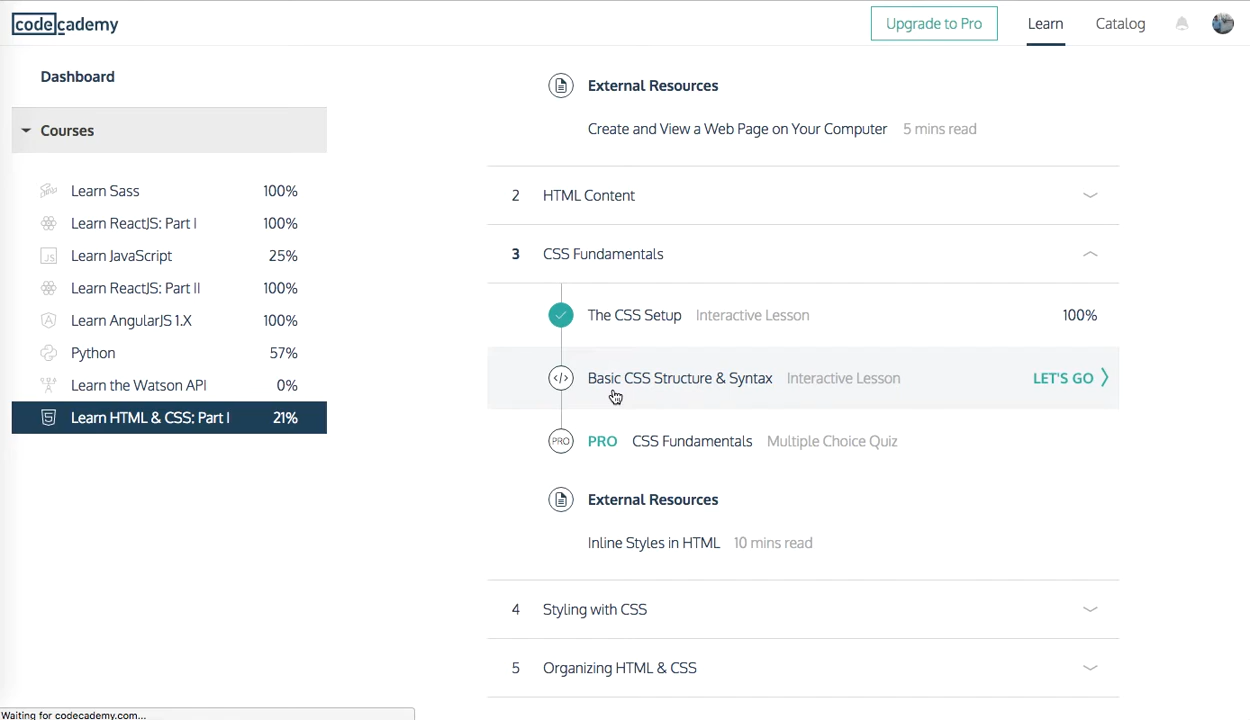 codecademy
Upgrade to Pro
Learn
Catalog
Dashboard
Courses
Learn Sass 100%
Learn ReactJS: Part I 100%
JS Learn JavaScript 25%
Learn ReactJS: Part II 100%
Learn AngularJS 1.X 100%
Python 57%
Learn the Watson API 0%
Learn HTML & CSS: Part I 21%
External Resources
Create and View a Web Page on Your Computer 5 mins read
2 HTML Content
3 CSS Fundamentals
The CSS Setup Interactive Lesson 100%
</> Basic CSS Structure & Syntax Interactive Lesson LET'S GO
PRO PRO CSS Fundamentals Multiple Choice Quiz
External Resources
Inline Styles in HTML 10 mins read
4 Styling with CSS
5 Organizing HTML & CSS
Waiting for codecademy.com...